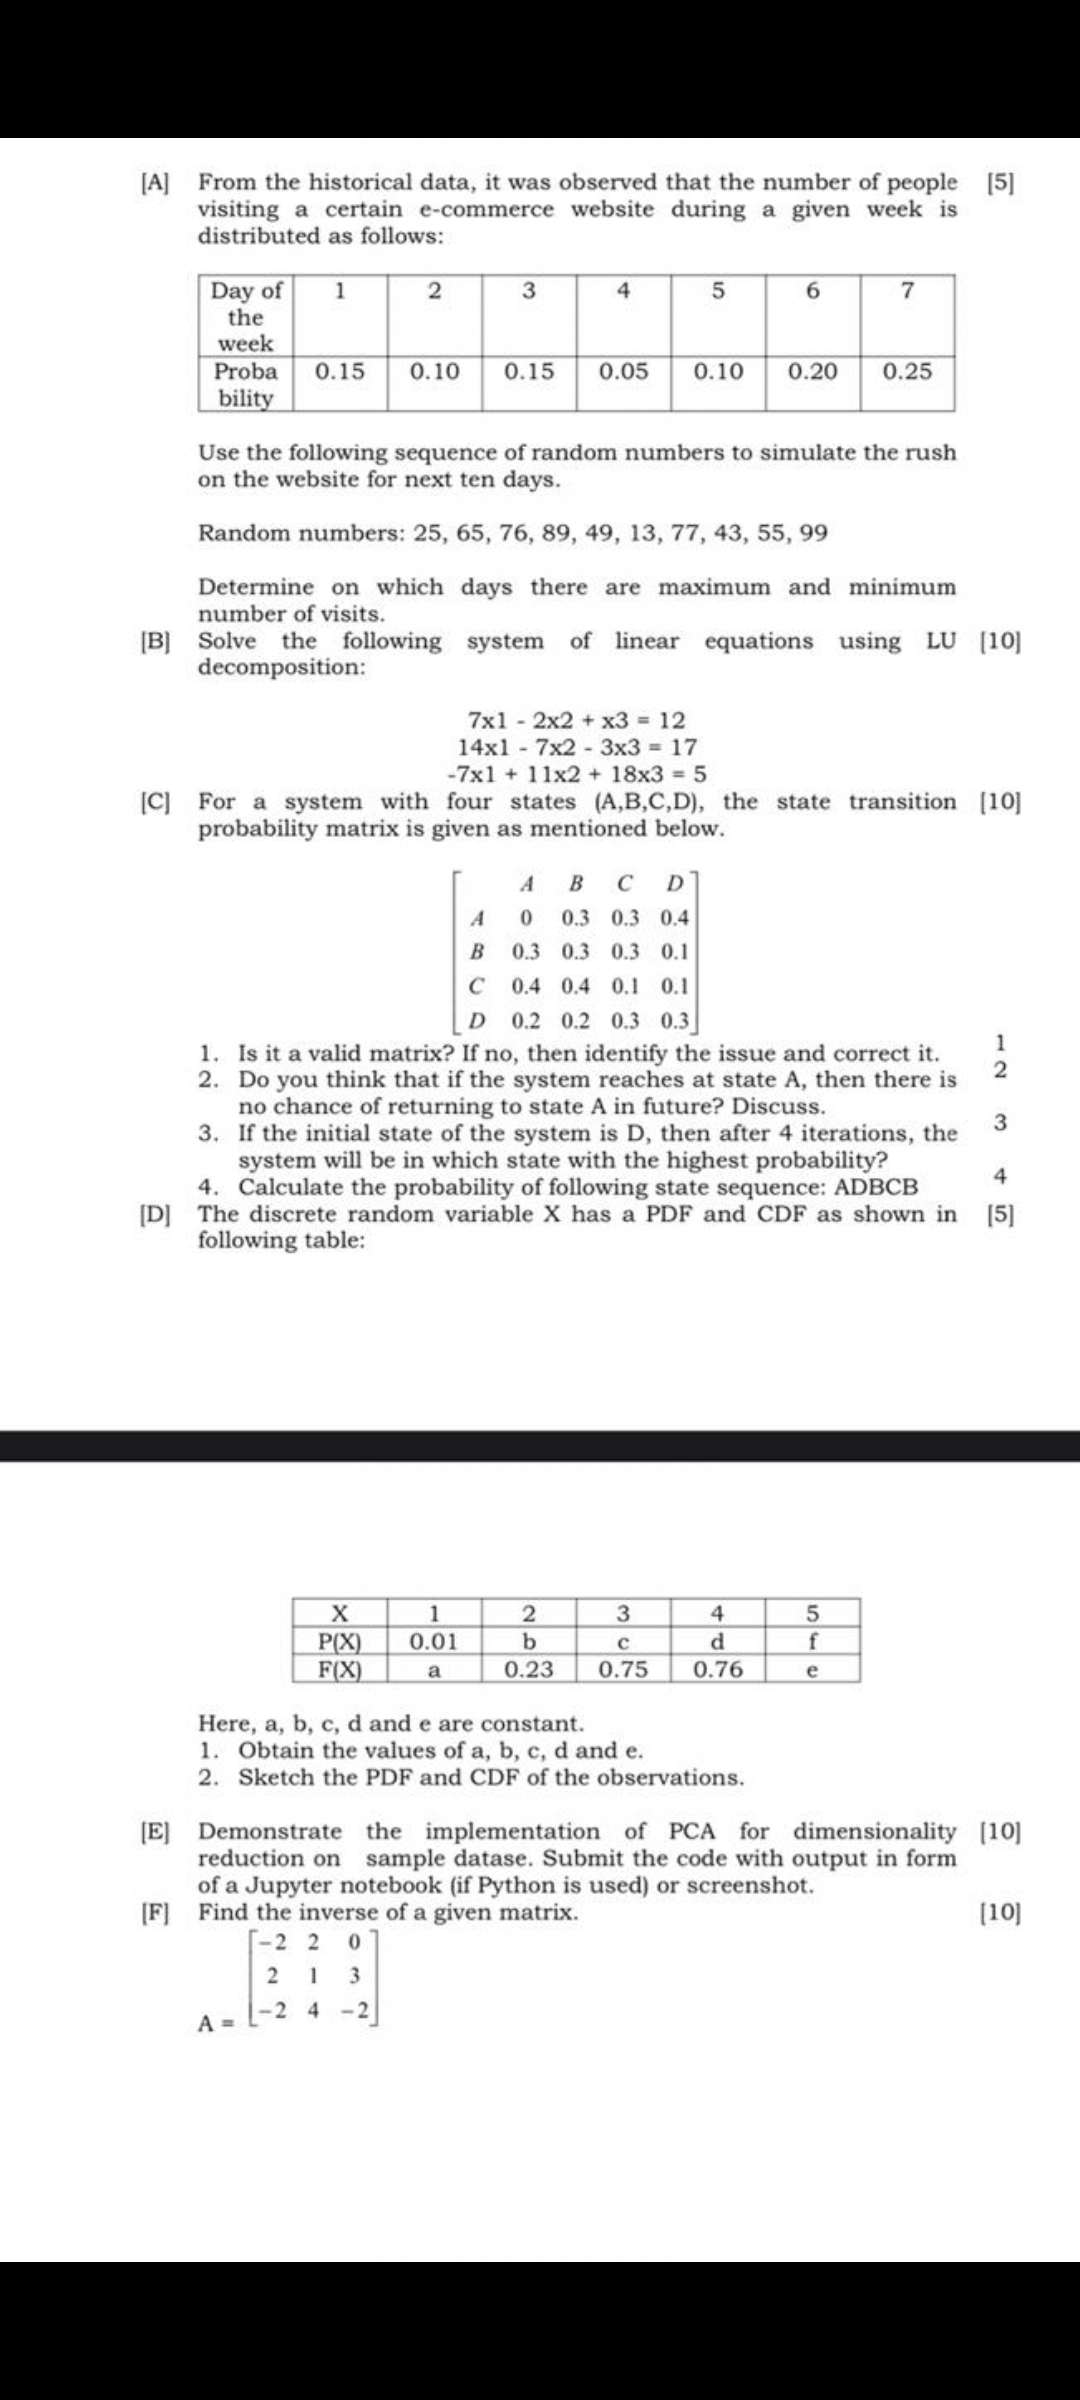 [A] From the historical data, it was observed that the number of people [5]
visiting a certain e-commerce website during a given week is
distributed as follows:
Day of the week 1 2 3 4 5 6 7
Proba bility 0.15 0.10 0.15 0.05 0.10 0.20 0.25
Use the following sequence of random numbers to simulate the rush
on the website for next ten days.
Random numbers: 25, 65, 76, 89, 49, 13, 77, 43, 55, 99
Determine on which days there are maximum and minimum
number of visits.
[B] Solve the following system of linear equations using LU [10]
decomposition:
7x1 - 2x2 + x3 = 12
14x1 - 7x2 - 3x3 = 17
-7x1 + 11x2 + 18x3 = 5
[C] For a system with four states (A,B,C,D), the state transition [10]
probability matrix is given as mentioned below.
A B C D
A 0 0.3 0.3 0.4
B 0.3 0.3 0.3 0.1
C 0.4 0.4 0.1 0.1
D 0.2 0.2 0.3 0.3
1. Is it a valid matrix? If no, then identify the issue and correct it. 1
2. Do you think that if the system reaches at state A, then there is 2
no chance of returning to state A in future? Discuss.
3. If the initial state of the system is D, then after 4 iterations, the 3
system will be in which state with the highest probability?
4. Calculate the probability of following state sequence: ADBCB 4
[D] The discrete random variable X has a PDF and CDF as shown in [5]
following table:
X 1 2 3 4 5
P(X) 0.01 b c d f
F(X) a 0.23 0.75 0.76 e
Here, a, b, c, d and e are constant.
1. Obtain the values of a, b, c, d and e.
2. Sketch the PDF and CDF of the observations.
[E] Demonstrate the implementation of PCA for dimensionality [10]
reduction on sample datase. Submit the code with output in form
of a Jupyter notebook (if Python is used) or screenshot.
[F] Find the inverse of a given matrix. [10]
-2 2 0
2 1 3
A = -2 4 -2